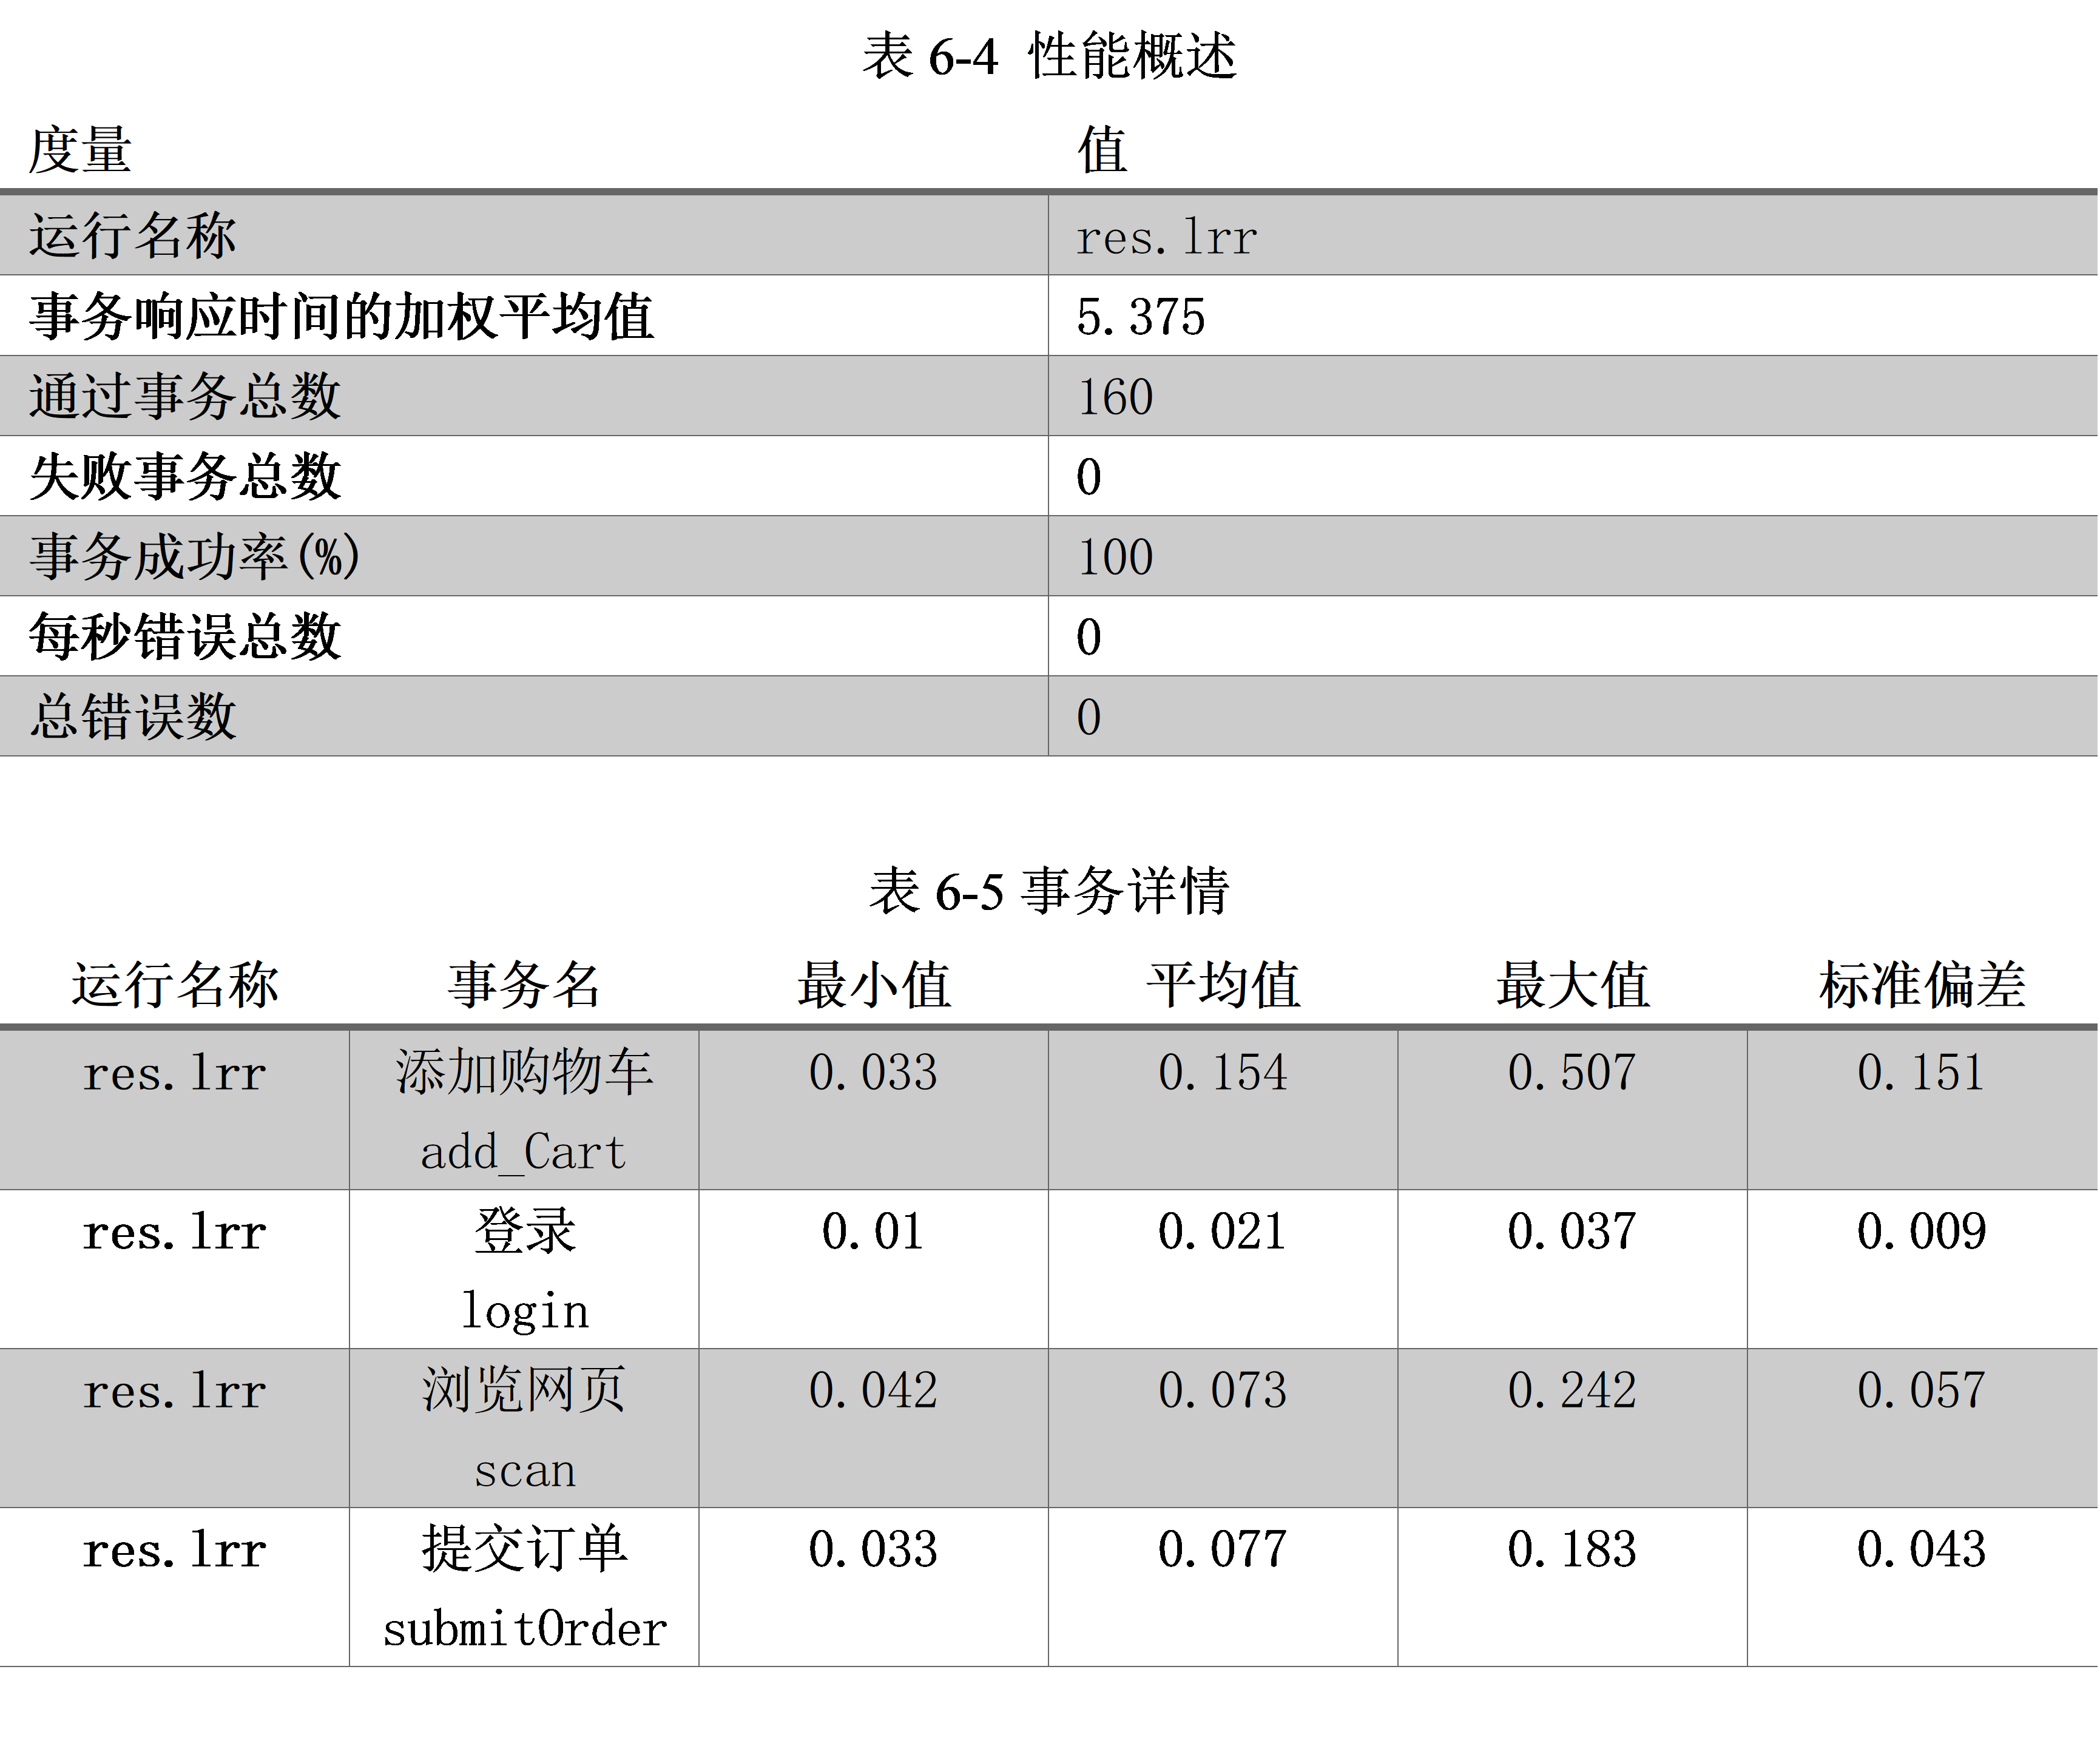 表 6-4 性能概述
度量 值
运行名称 res.lrr
事务响应时间的加权平均值 5.375
通过事务总数 160
失败事务总数 0
事务成功率(%) 100
每秒错误总数 0
总错误数 0
表 6-5 事务详情
运行名称 事务名 最小值 平均值 最大值 标准偏差
res.lrr 添加购物车 0.033 0.154 0.507 0.151
add_Cart
res.lrr 登录 0.01 0.021 0.037 0.009
login
res.lrr 浏览网页 0.042 0.073 0.242 0.057
scan
res.lrr 提交订单 0.033 0.077 0.183 0.043
submitOrder